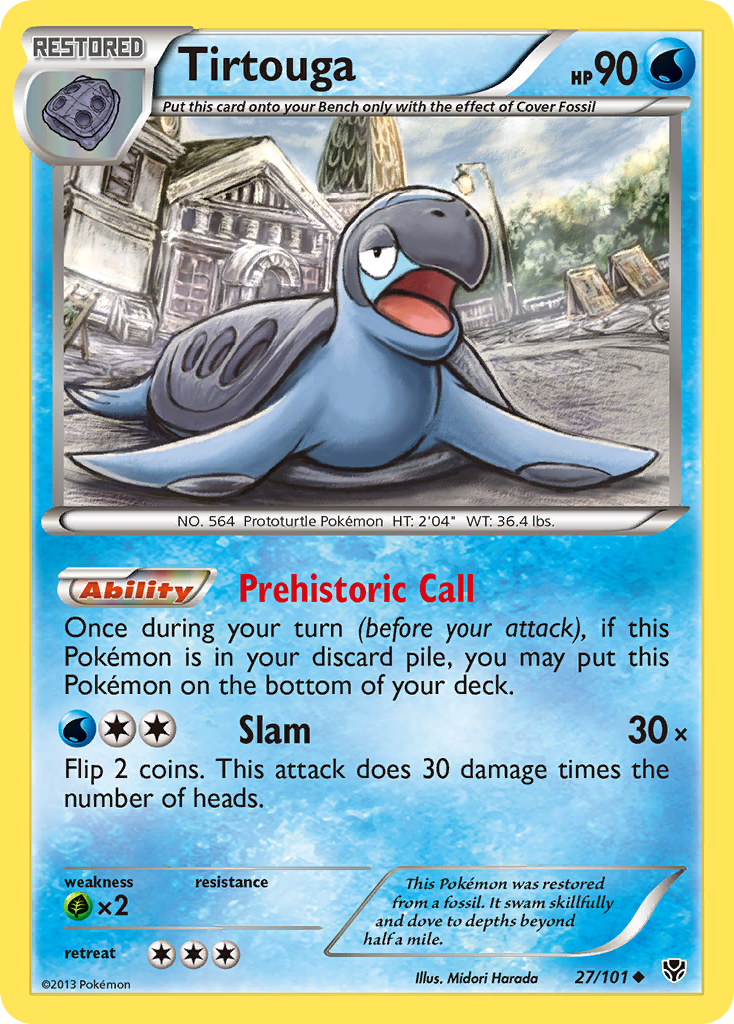 RESTORED
Tirtouga
HP90
Put this card onto your Bench only with the effect of Cover Fossil
NO. 564 Prototurtle Pokémon HT: 2'04" WT: 36.4 lbs.
Ability Prehistoric Call
Once during your turn (before your attack), if this
Pokémon is in your discard pile, you may put this
Pokémon on the bottom of your deck.
Slam 30×
Flip 2 coins. This attack does 30 damage times the
number of heads.
weakness resistance
×2
retreat
This Pokémon was restored
from a fossil. It swam skillfully
and dove to depths beyond
half a mile.
©2013 Pokémon
Illus. Midori Harada 27/101 ◆